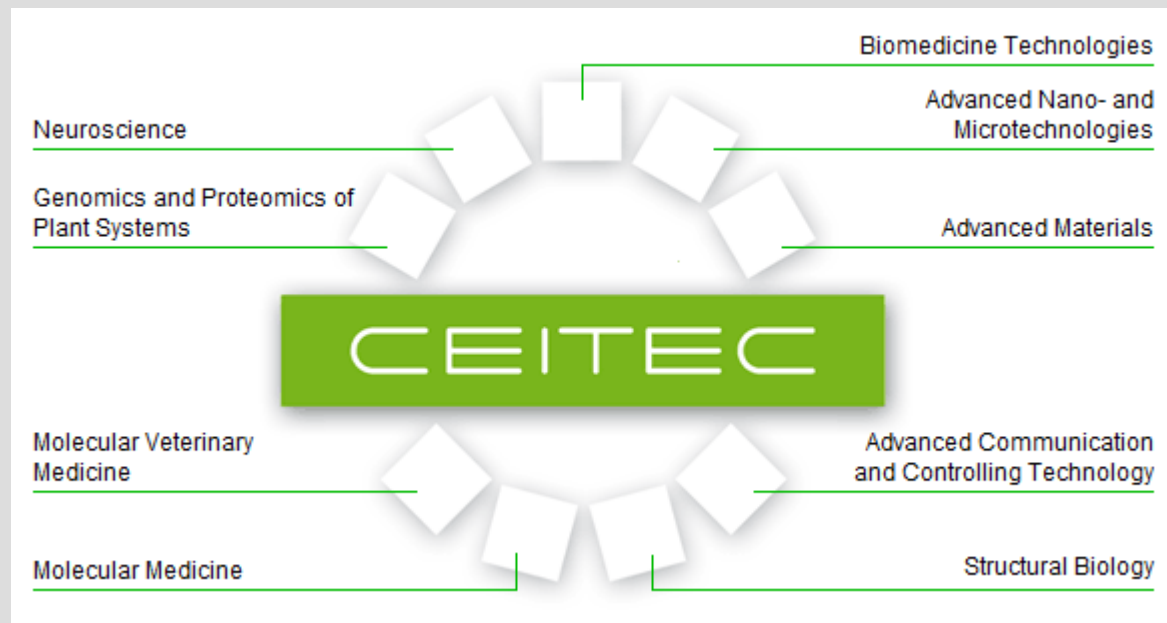 Biomedicine Technologies
Advanced Nano- and
Microtechnologies
Neuroscience
Genomics and Proteomics of
Plant Systems
Advanced Materials
CEITEC
Molecular Veterinary
Medicine
Advanced Communication
and Controlling Technology
Molecular Medicine
Structural Biology